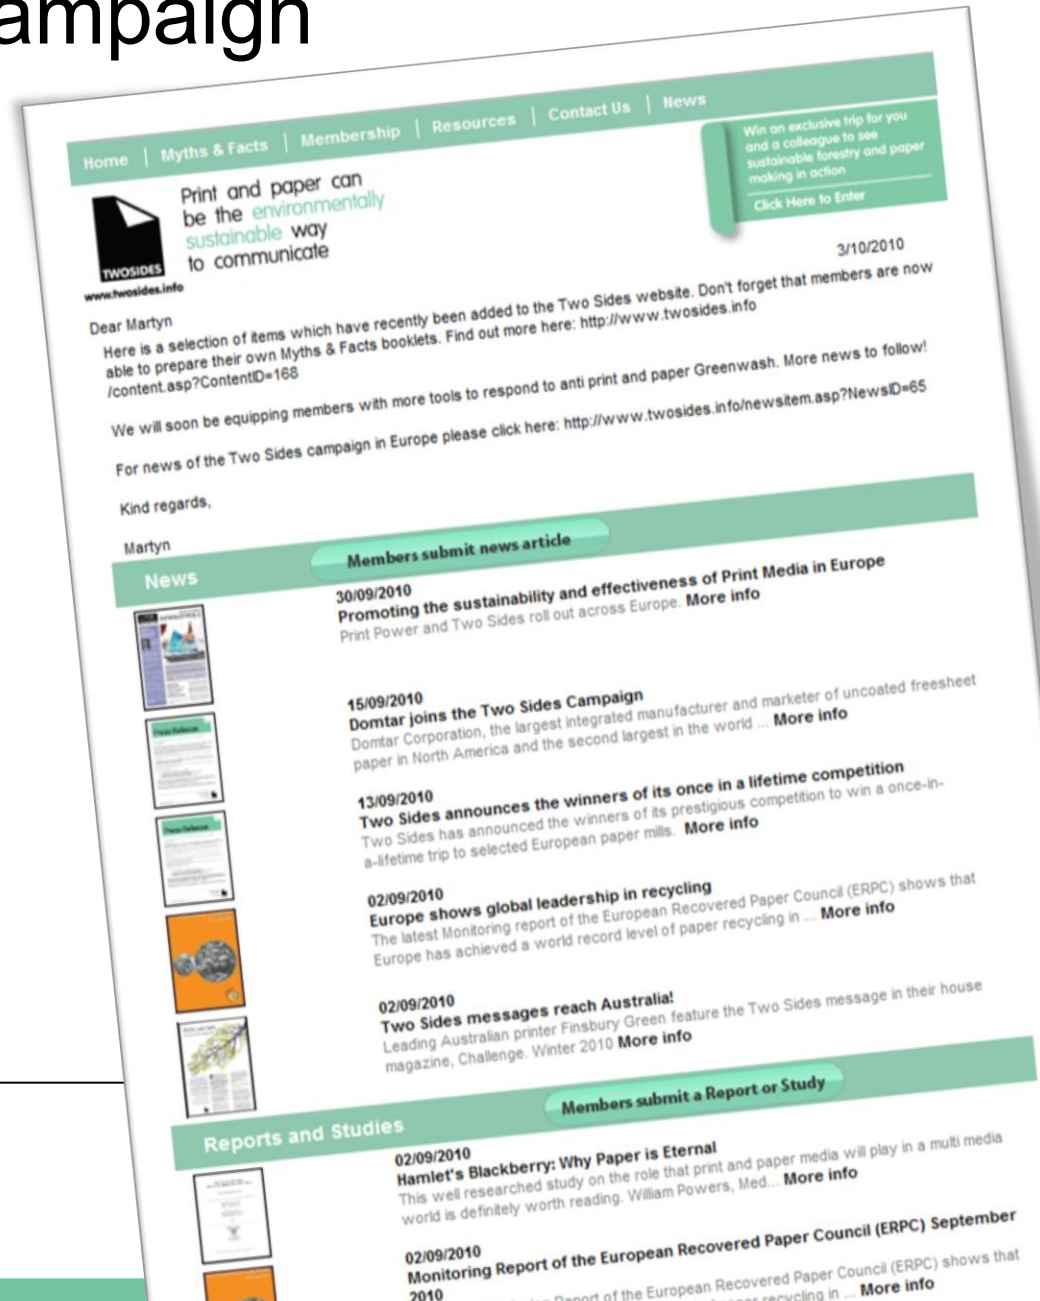 ampaign
Home | Myths & Facts | Membership | Resources | Contact Us | News
Win an exclusive trip for you
and a colleague to see
sustainable forestry and paper
making in action
Click Here to Enter
Print and paper can
be the environmentally
sustainable way
to communicate
TWOSIDES
www.twosides.info
3/10/2010
Dear Martyn
Here is a selection of items which have recently been added to the Two Sides website. Don't forget that members are now
able to prepare their own Myths & Facts booklets. Find out more here: http://www.twosides.info
/content.asp?ContentID=168
We will soon be equipping members with more tools to respond to anti print and paper Greenwash. More news to follow!
For news of the Two Sides campaign in Europe please click here: http://www.twosides.info/newsitem.asp?NewsID=65
Kind regards,
Martyn
News
Members submit news article
30/09/2010
Promoting the sustainability and effectiveness of Print Media in Europe
Print Power and Two Sides roll out across Europe. More info
15/09/2010
Domtar joins the Two Sides Campaign
Domtar Corporation, the largest integrated manufacturer and marketer of uncoated freesheet
paper in North America and the second largest in the world ... More info
13/09/2010
Two Sides announces the winners of its once in a lifetime competition
Two Sides has announced the winners of its prestigious competition to win a once-in-
a-lifetime trip to selected European paper mills. More info
02/09/2010
Europe shows global leadership in recycling
The latest Monitoring report of the European Recovered Paper Council (ERPC) shows that
Europe has achieved a world record level of paper recycling in ... More info
02/09/2010
Two Sides messages reach Australia!
Leading Australian printer Finsbury Green feature the Two Sides message in their house
magazine, Challenge. Winter 2010 More info
Reports and Studies
Members submit a Report or Study
02/09/2010
Hamlet's Blackberry: Why Paper is Eternal
This well researched study on the role that print and paper media will play in a multi media
world is definitely worth reading. William Powers, Med... More info
02/09/2010
Monitoring Report of the European Recovered Paper Council (ERPC) September
2010
Report of the European Recovered Paper Council (ERPC) shows that
recycling in ... More info